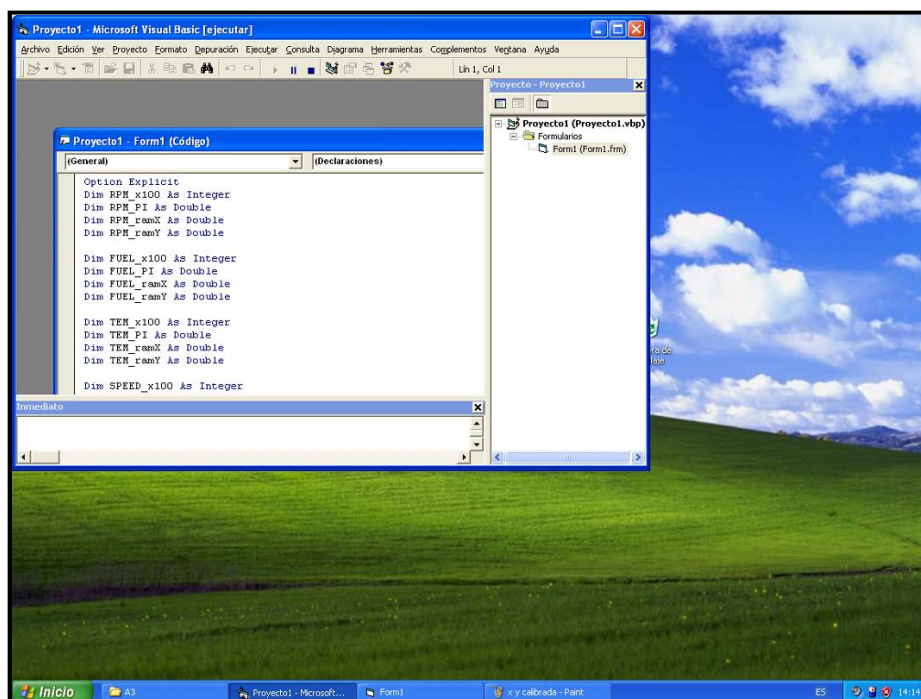 Proyecto1 - Microsoft Visual Basic [ejecutar]
Archivo Edición Ver Proyecto Formato Depuración Ejecutar Consulta Diagrama Herramientas Complementos Ventana Ayuda
Lín 1, Col 1
Proyecto - Proyecto1
Proyecto1 (Proyecto1.vbp)
Formularios
Form1 (Form1.frm)
Proyecto1 - Form1 (Código)
(General) (Declaraciones)
Option Explicit
Dim RPM_x100 As Integer
Dim RPM_PI As Double
Dim RPM_ramX As Double
Dim RPM_ramY As Double
Dim FUEL_x100 As Integer
Dim FUEL_PI As Double
Dim FUEL_ramX As Double
Dim FUEL_ramY As Double
Dim TEM_x100 As Integer
Dim TEM_PI As Double
Dim TEM_ramX As Double
Dim TEM_ramY As Double
Dim SPEED_x100 As Integer
Inmediato
de
Inicio A3 Proyecto1 - Microsoft... Form1 x y calibrada - Paint ES 14:14